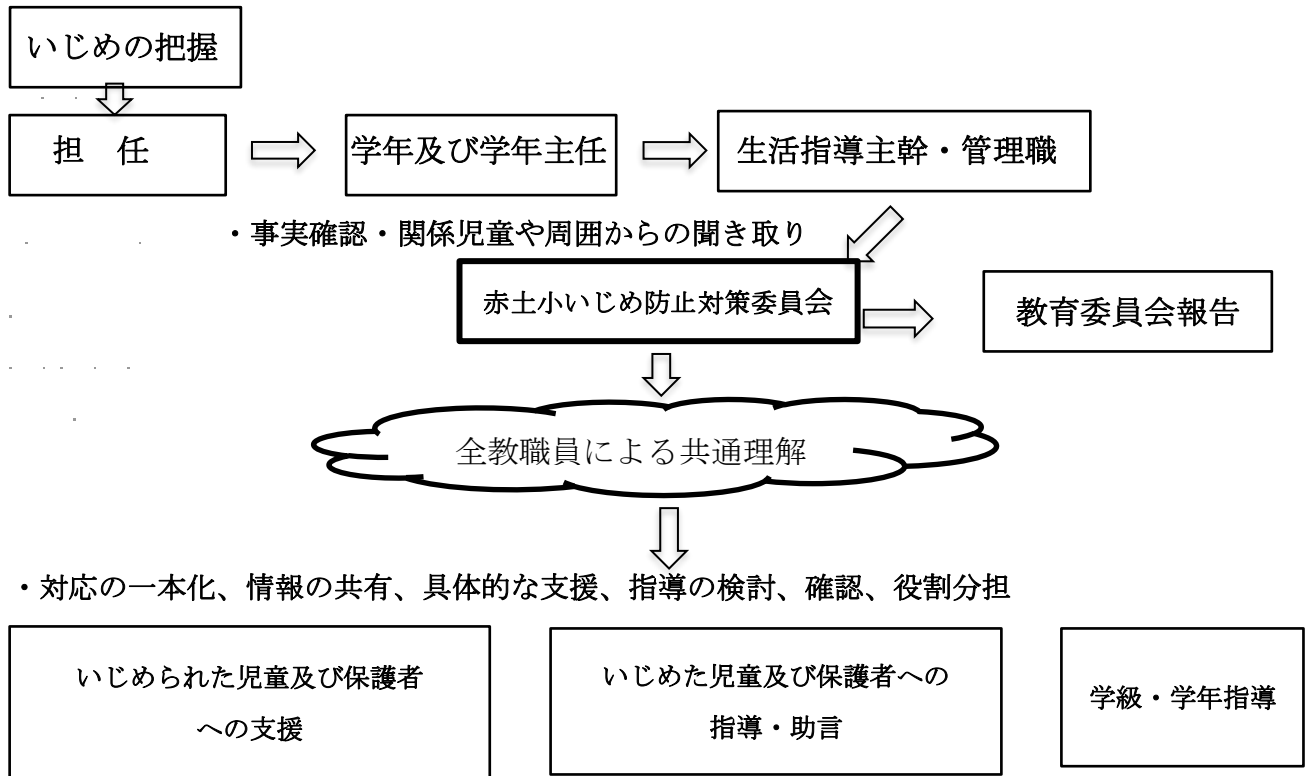 いじめの把握
担　任
学年及び学年主任
生活指導主幹・管理職
・事実確認・関係児童や周囲からの聞き取り
赤土小いじめ防止対策委員会
教育委員会報告
全教職員による共通理解
・対応の一本化、情報の共有、具体的な支援、指導の検討、確認、役割分担
いじめられた児童及び保護者
への支援
いじめた児童及び保護者への
指導・助言
学級・学年指導